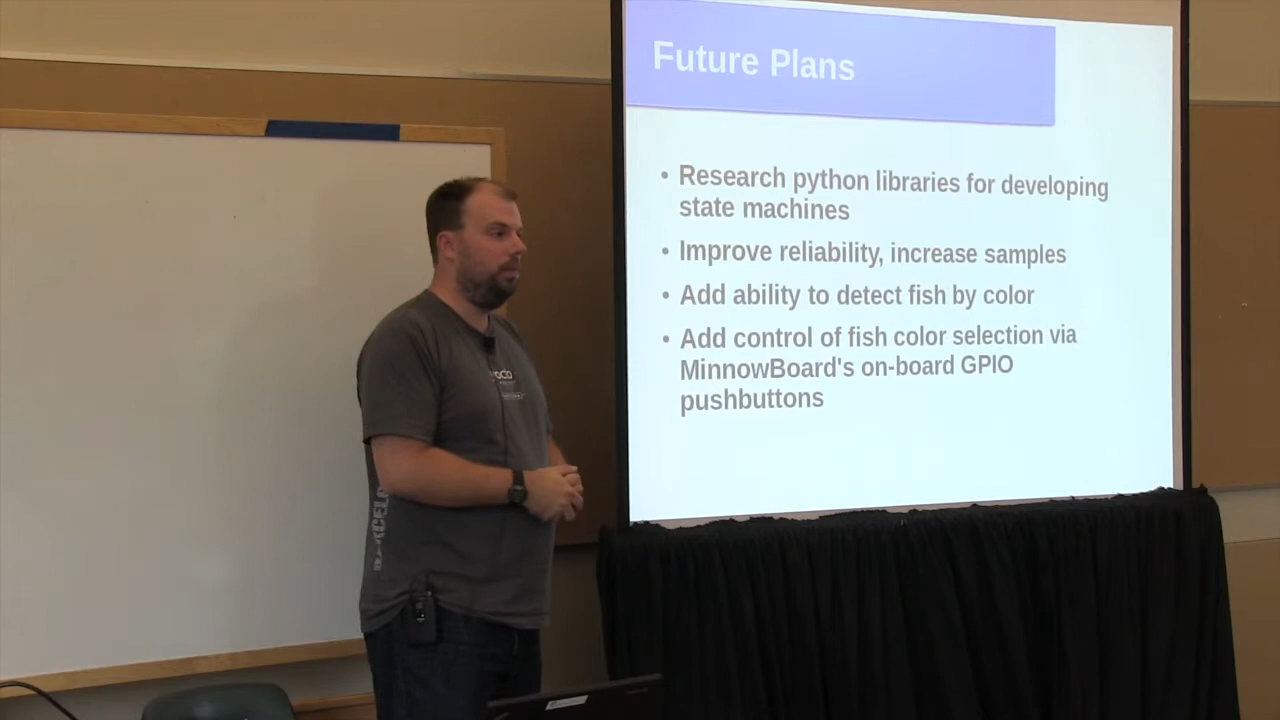 Future Plans
• Research python libraries for developing
state machines
• Improve reliability, increase samples
• Add ability to detect fish by color
• Add control of fish color selection via
MinnowBoard's on-board GPIO
pushbuttons